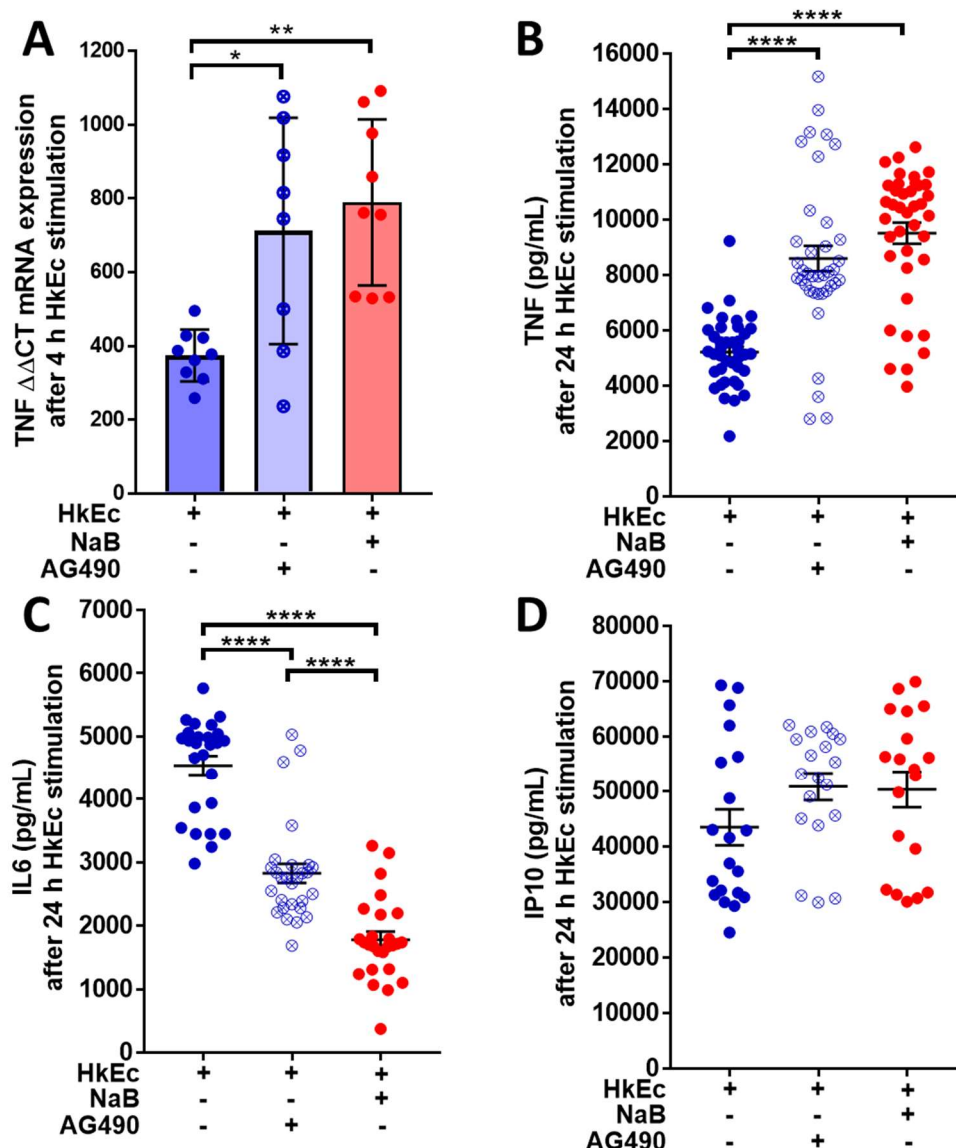 A
TNF ΔΔCT mRNA expression
after 4 h HkEc stimulation
1200
1000
800
600
400
200
0
*
**
HkEc + + +
NaB - - +
AG490 - + -
B
TNF (pg/mL)
after 24 h HkEc stimulation
16000
14000
12000
10000
8000
6000
4000
2000
0
****
****
HkEc + + +
NaB - - +
AG490 - + -
C
IL6 (pg/mL)
after 24 h HkEc stimulation
7000
6000
5000
4000
3000
2000
1000
0
****
****
****
HkEc + + +
NaB - - +
AG490 - + -
D
IP10 (pg/mL)
after 24 h HkEc stimulation
80000
70000
60000
50000
40000
30000
20000
10000
0
HkEc + + +
NaB - - +
AG490 - + -